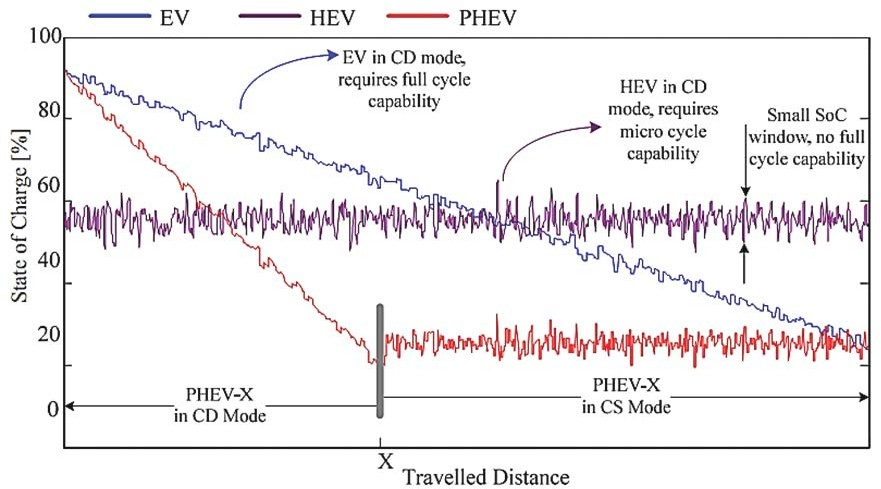 EV HEV PHEV
100
80
60
40
20
0
State of Charge [%]
EV in CD mode,
requires full cycle
capability
HEV in CD
mode, requires
micro cycle
capability
Small SoC
window, no full
cycle capability
PHEV-X
in CD Mode
PHEV-X
in CS Mode
X
Travelled Distance